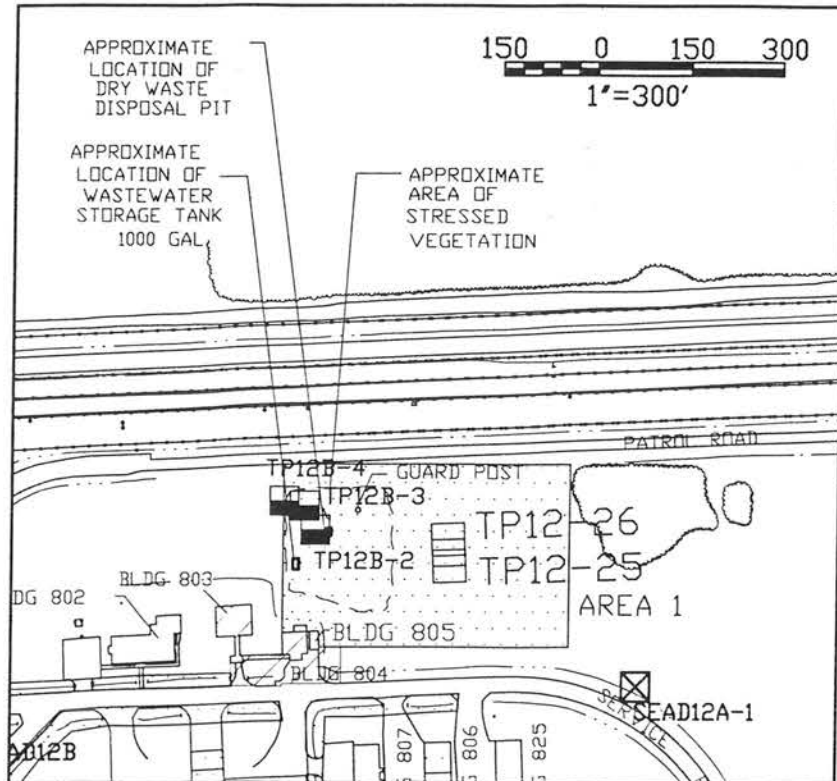 APPROXIMATE
LOCATION OF
DRY WASTE
DISPOSAL PIT
150 0 150 300
1"=300'
APPROXIMATE
LOCATION OF
WASTEWATER
STORAGE TANK
1000 GAL
APPROXIMATE
AREA OF
STRESSED
VEGETATION
PATROL ROAD
TP12B-4
GUARD POST
TP12B-3
TP12-26
TP12B-2
TP12-25
BLDG 803
DG 802
AREA 1
BLDG 805
BLDG 804
SEAD12A-1
SERVICE
AD12B
807
806
825